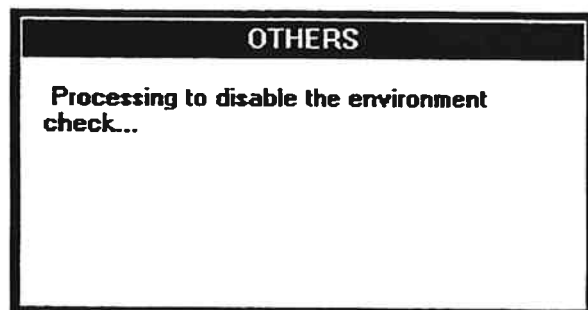 OTHERS
Processing to disable the environment
check...